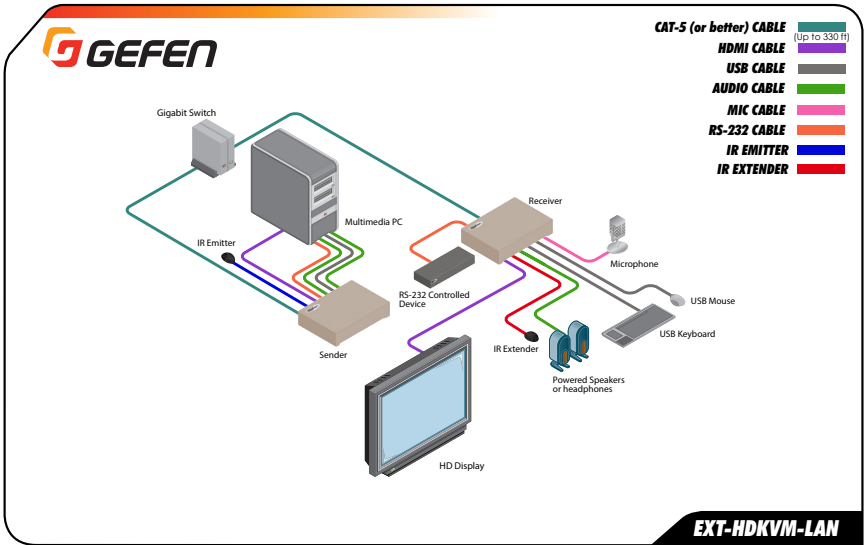 GEFEN
CAT-5 (or better) CABLE
(Up to 330 ft)
HDMI CABLE
USB CABLE
AUDIO CABLE
MIC CABLE
RS-232 CABLE
IR EMITTER
IR EXTENDER
Gigabit Switch
Multimedia PC
IR Emitter
Sender
Receiver
RS-232 Controlled
Device
Microphone
USB Mouse
USB Keyboard
IR Extender
Powered Speakers
or headphones
HD Display
EXT-HDKVM-LAN